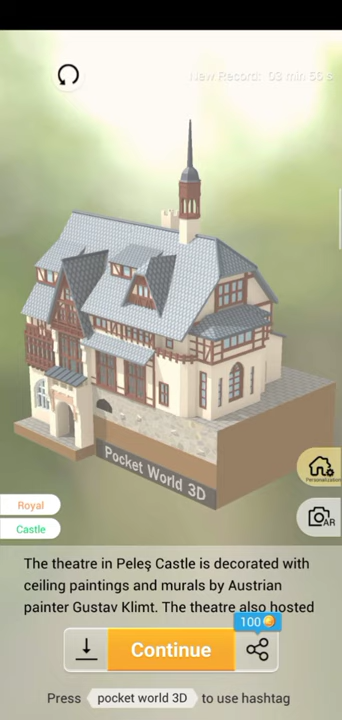 New Record: 03 min 56 s
Pocket World 3D
Personalization
AR
Royal
Castle
The theatre in Peleş Castle is decorated with
ceiling paintings and murals by Austrian
painter Gustav Klimt. The theatre also hosted
100
Continue
Press pocket world 3D to use hashtag